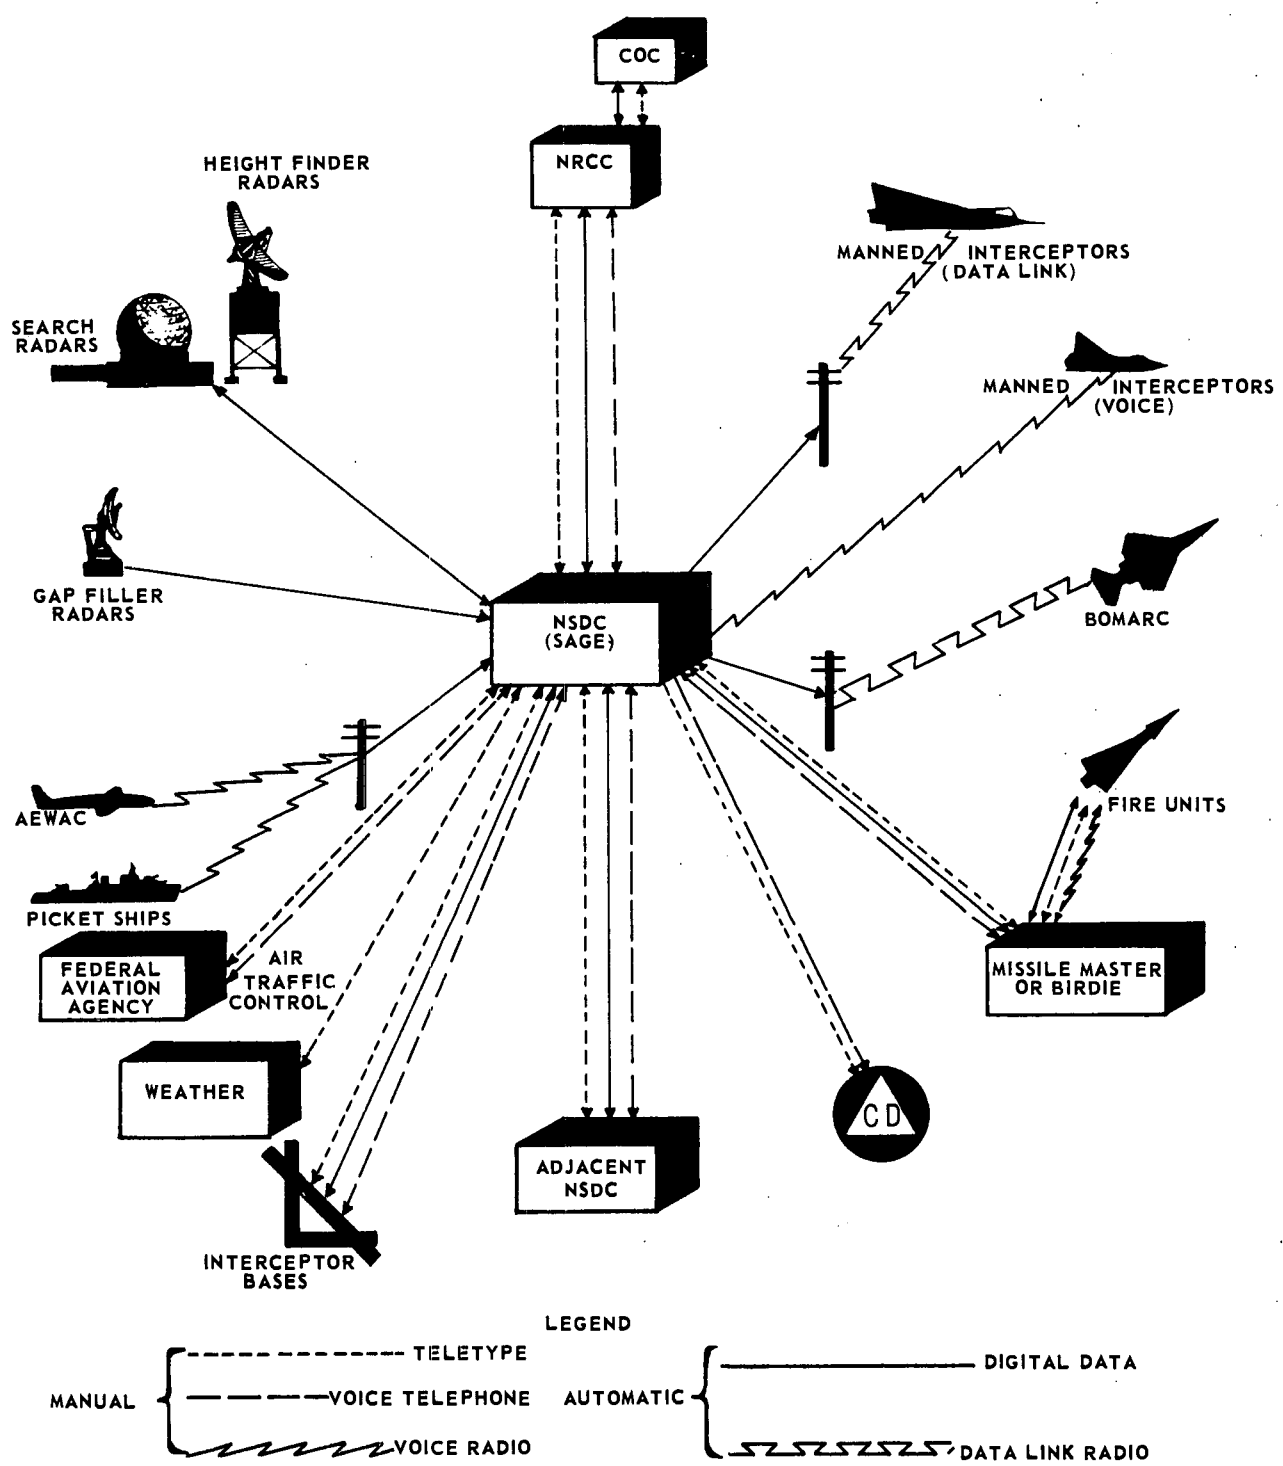 COC
NRCC
HEIGHT FINDER
RADARS
SEARCH
RADARS
MANNED INTERCEPTORS
(DATA LINK)
MANNED INTERCEPTORS
(VOICE)
GAP FILLER
RADARS
NSDC
(SAGE)
BOMARC
AEWAC
FIRE UNITS
PICKET SHIPS
FEDERAL
AVIATION
AGENCY
AIR
TRAFFIC
CONTROL
MISSILE MASTER
OR BIRDIE
WEATHER
CD
ADJACENT
NSDC
INTERCEPTOR
BASES
LEGEND
MANUAL
TELETYPE
VOICE TELEPHONE
VOICE RADIO
AUTOMATIC
DIGITAL DATA
DATA LINK RADIO